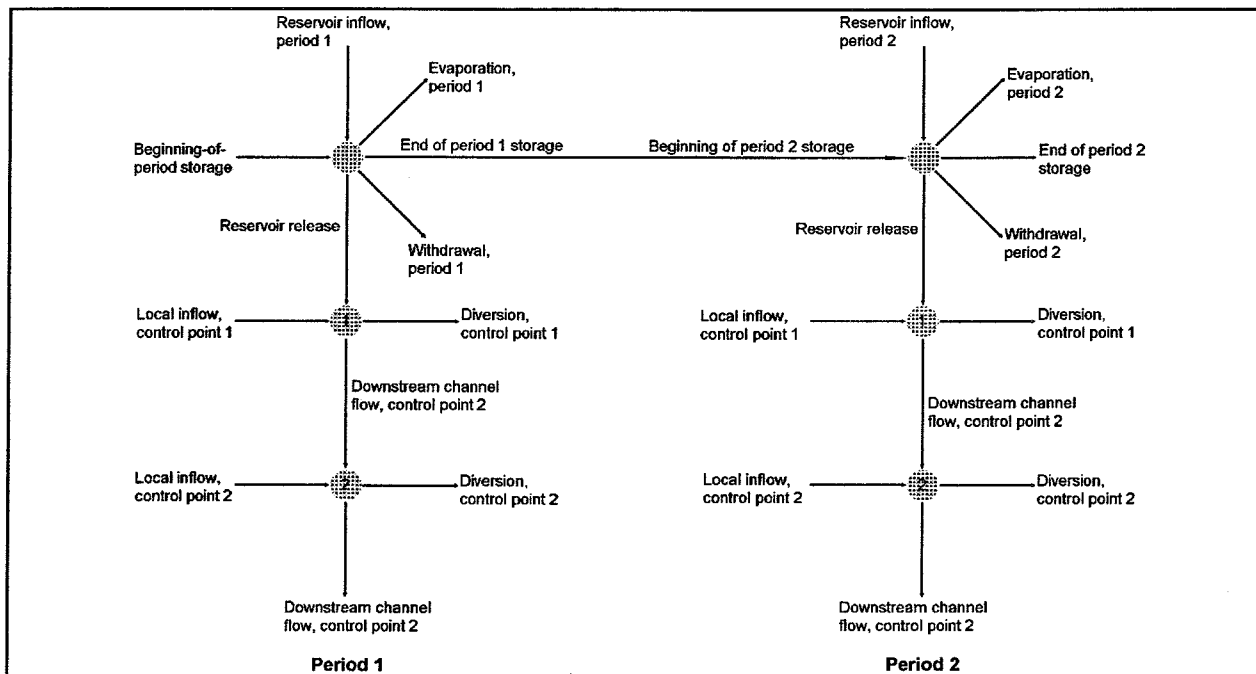 Reservoir inflow,
period 1
Evaporation,
period 1
Beginning-of-
period storage
End of period 1 storage
Reservoir release
Withdrawal,
period 1
Local inflow,
control point 1
1
Diversion,
control point 1
Downstream channel
flow, control point 2
Local inflow,
control point 2
2
Diversion,
control point 2
Downstream channel
flow, control point 2
Period 1
Reservoir inflow,
period 2
Evaporation,
period 2
Beginning of period 2 storage
End of period 2
storage
Reservoir release
Withdrawal,
period 2
Local inflow,
control point 1
1
Diversion,
control point 1
Downstream channel
flow, control point 2
Local inflow,
control point 2
2
Diversion,
control point 2
Downstream channel
flow, control point 2
Period 2